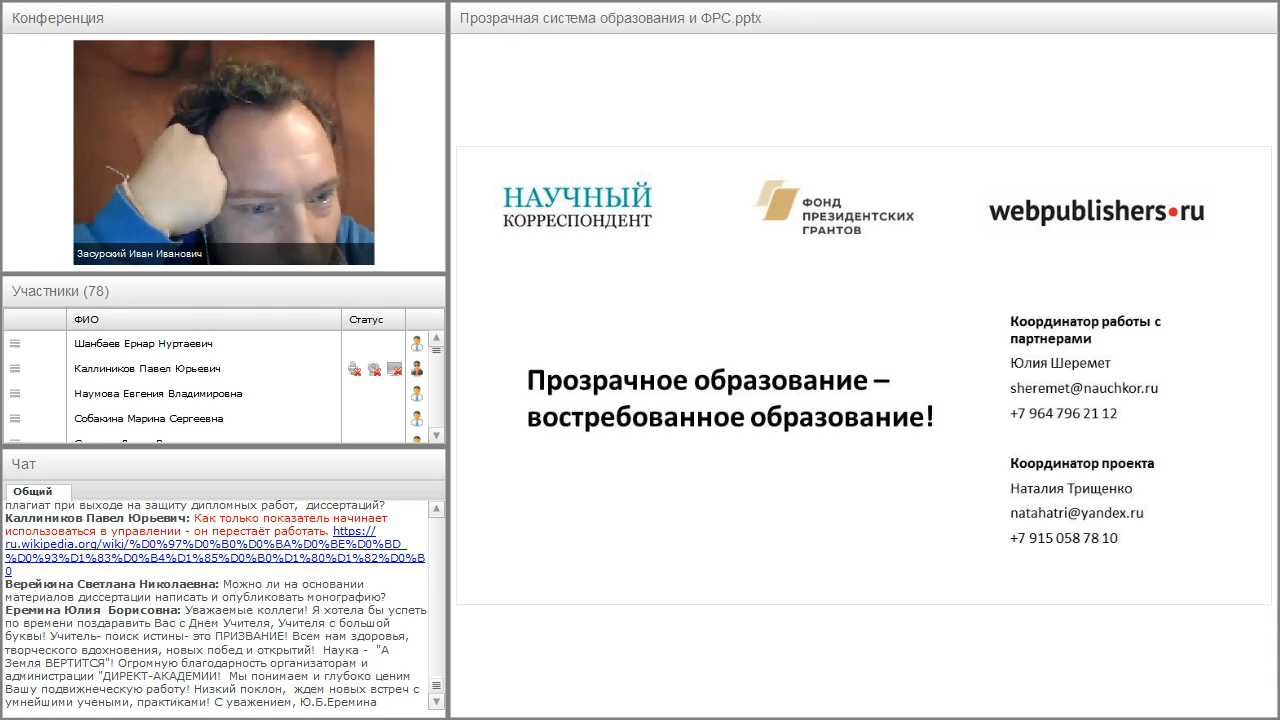 Конференция
Засурский Иван Иванович
Участники (78)
ФИО
Статус
Шанбаев Ернар Нуртаевич
Каллиников Павел Юрьевич
Наумова Евгения Владимировна
Собакина Марина Сергеевна
Чат
Общий
плагиат при выходе на защиту дипломных работ, диссертаций?
Каллиников Павел Юрьевич: Как только показатель начинает
использоваться в управлении - он перестаёт работать. https://
ru.wikipedia.org/wiki/%D0%97%D0%B0%D0%BA%D0%BE%D0%BD_
%D0%93%D1%83%D0%B4%D1%85%D0%B0%D1%80%D1%82%D0%B
0
Верейкина Светлана Николаевна: Можно ли на основании
материалов диссертации написать и опубликовать монографию?
Еремина Юлия Борисовна: Уважаемые коллеги! Я хотела бы успеть
по времени поздаравить Вас с Днем Учителя, Учителя с большой
буквы! Учитель- поиск истины- это ПРИЗВАНИЕ! Всем нам здоровья,
творческого вдохновения, новых побед и открытий! Наука - "А
Земля ВЕРТИТСЯ"! Огромную благодарность организаторам и
администрации "ДИРЕКТ-АКАДЕМИИ! Мы понимаем и глубоко ценим
Вашу подвижнеческую работу! Низкий поклон, ждем новых встреч с
умнейшими учеными, практиками! С уважением, Ю.Б.Еремина
Прозрачная система образования и ФРС.pptx
НАУЧНЫЙ
КОРРЕСПОНДЕНТ
ФОНД
ПРЕЗИДЕНТСКИХ
ГРАНТОВ
webpublishers.ru
Прозрачное образование –
востребованное образование!
Координатор работы с
партнерами
Юлия Шеремет
sheremet@nauchkor.ru
+7 964 796 21 12
Координатор проекта
Наталия Трищенко
natahatri@yandex.ru
+7 915 058 78 10